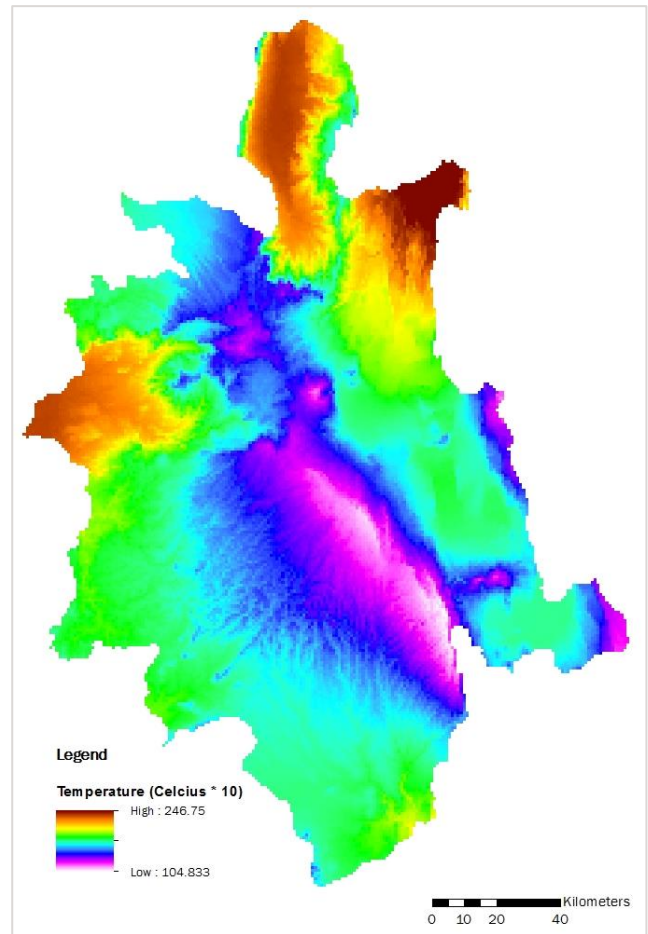 Legend
Temperature (Celcius * 10)
High : 246.75
Low : 104.833
Kilometers
0 10 20 40